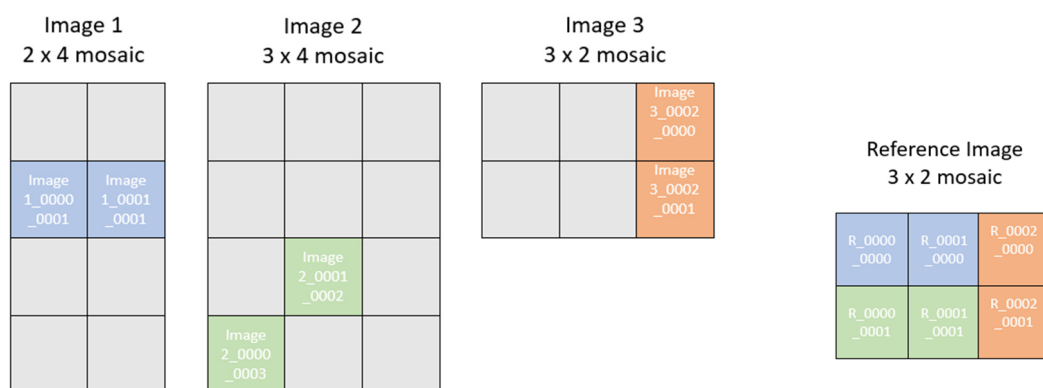 Image 1
2 x 4 mosaic
Image
1_0000
_0001
Image
1_0001
_0001
Image 2
3 x 4 mosaic
Image
2_0001
_0002
Image
2_0000
_0003
Image 3
3 x 2 mosaic
Image
3_0002
_0000
Image
3_0002
_0001
Reference Image
3 x 2 mosaic
R_0000
_0000
R_0001
_0000
R_0002
_0000
R_0000
_0001
R_0001
_0001
R_0002
_0001